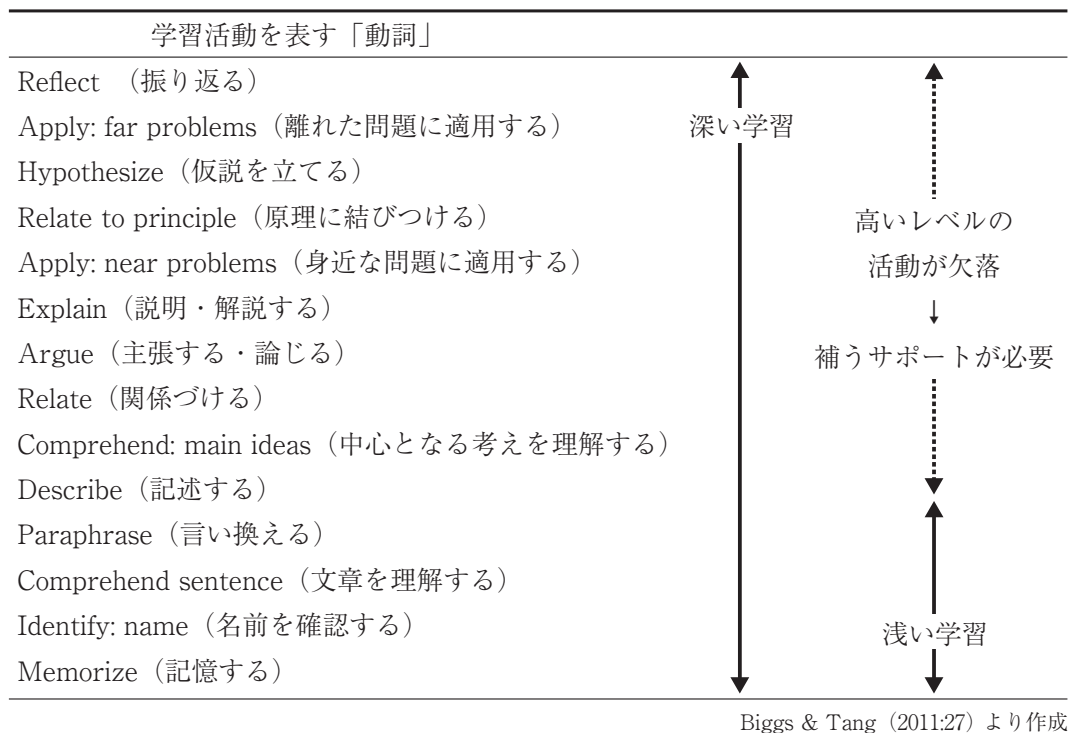 学習活動を表す「動詞」
Reflect （振り返る）
Apply: far problems（離れた問題に適用する）
深い学習
Hypothesize（仮説を立てる）
Relate to principle（原理に結びつける）
高いレベルの
Apply: near problems（身近な問題に適用する）
活動が欠落
Explain（説明・解説する）
↓
Argue（主張する・論じる）
補うサポートが必要
Relate（関係づける）
Comprehend: main ideas（中心となる考えを理解する）
Describe（記述する）
Paraphrase（言い換える）
Comprehend sentence（文章を理解する）
Identify: name（名前を確認する）
浅い学習
Memorize（記憶する）
Biggs & Tang（2011:27）より作成